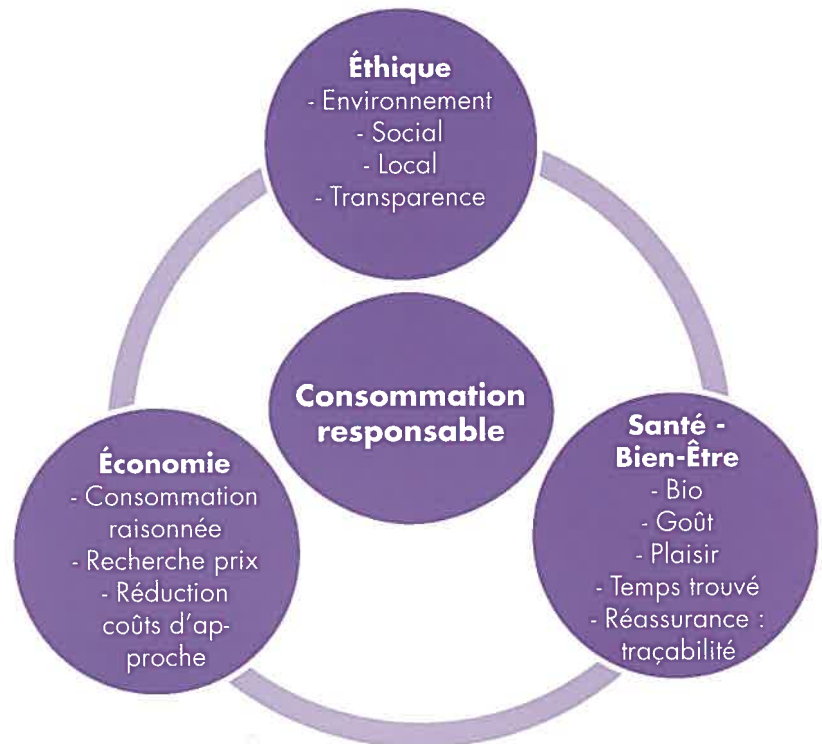 Éthique
- Environnement
- Social
- Local
- Transparence
Consommation
responsable
Économie
- Consommation
raisonnée
- Recherche prix
- Réduction
coûts d'ap-
proche
Santé -
Bien-Être
- Bio
- Goût
- Plaisir
- Temps trouvé
- Réassurance :
traçabilité